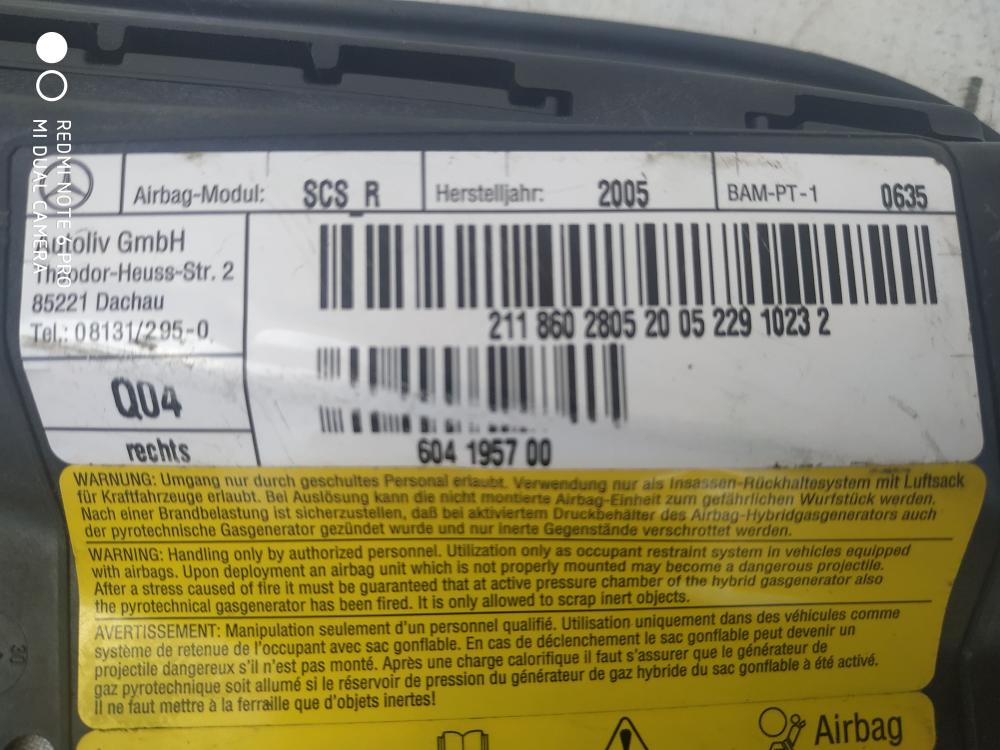 REDMI NOTE 6 PRO
MI DUAL CAMERA
Airbag-Modul: SCS R
Herstelljahr: 2005
BAM-PT-1 0635
Autoliv GmbH
Theodor-Heuss-Str. 2
85221 Dachau
Tel.: 08131/295-0
211 860 2805 20 05 229 1023 2
Q04
rechts
604 1957 00
WARNUNG: Umgang nur durch geschultes Personal erlaubt. Verwendung nur als Insassen-Rückhaltesystem mit Luftsack
für Kraftfahrzeuge erlaubt. Bei Auslösung kann die nicht montierte Airbag-Einheit zum gefährlichen Wurfstück werden.
Nach einer Brandbelastung ist sicherzustellen, daß bei aktiviertem Druckbehälter des Airbag-Hybridgasgenerators auch
der pyrotechnische Gasgenerator gezündet wurde und nur inerte Gegenstände verschrottet werden.
WARNING: Handling only by authorized personnel. Utilization only as occupant restraint system in vehicles equipped
with airbags. Upon deployment an airbag unit which is not properly mounted may become a dangerous projectile.
After a stress caused of fire it must be guaranteed that at active pressure chamber of the hybrid gasgenerator also
the pyrotechnical gasgenerator has been fired. It is only allowed to scrap inert objects.
AVERTISSEMENT: Manipulation seulement d'un personnel qualifié. Utilisation uniquement dans des véhicules comme
système de retenue de l'occupant avec sac gonflable. En cas de déclenchement le sac gonflable peut devenir un
projectile dangereux s'il n'est pas monté. Après une charge calorifique il faut s'assurer que le générateur de
gaz pyrotechnique soit allumé si le réservoir de pression du générateur de gaz hybride du sac gonflable à été activé.
Il ne faut mettre à la ferraille que d'objets inertes!
Airbag
30